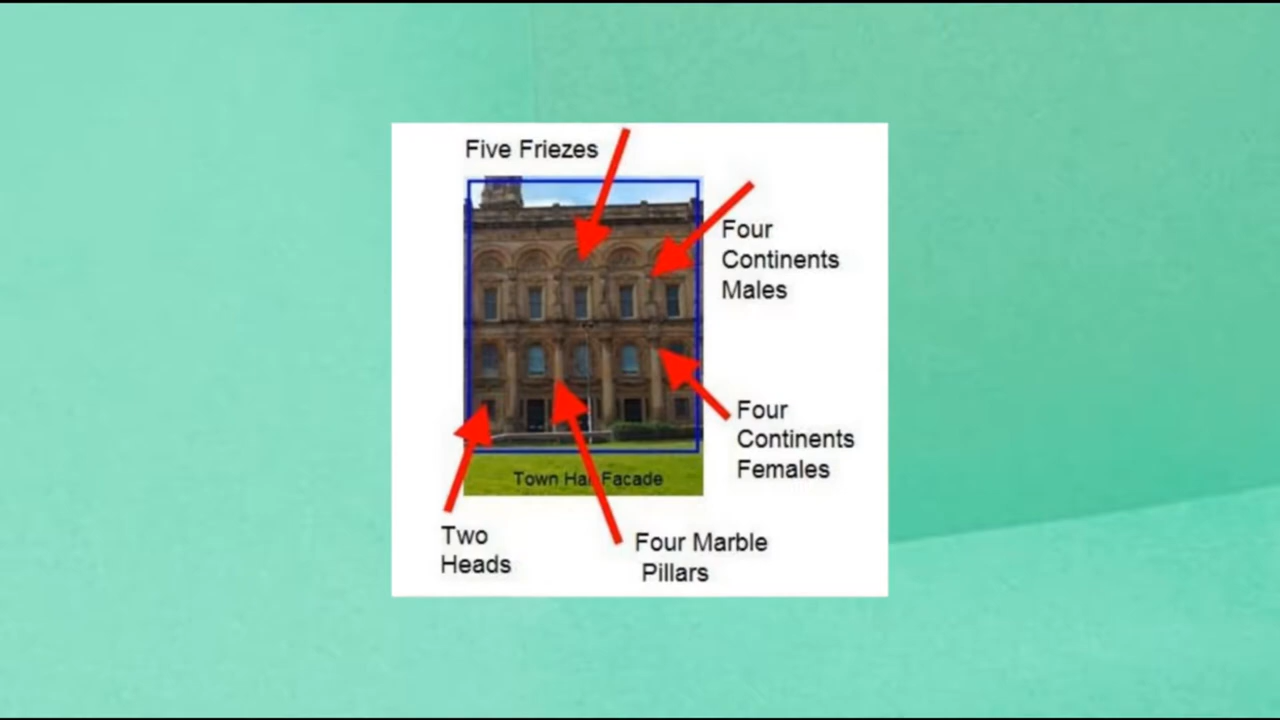 Five Friezes
Four
Continents
Males
Four
Continents
Females
Town Hall Facade
Two
Heads
Four Marble
Pillars